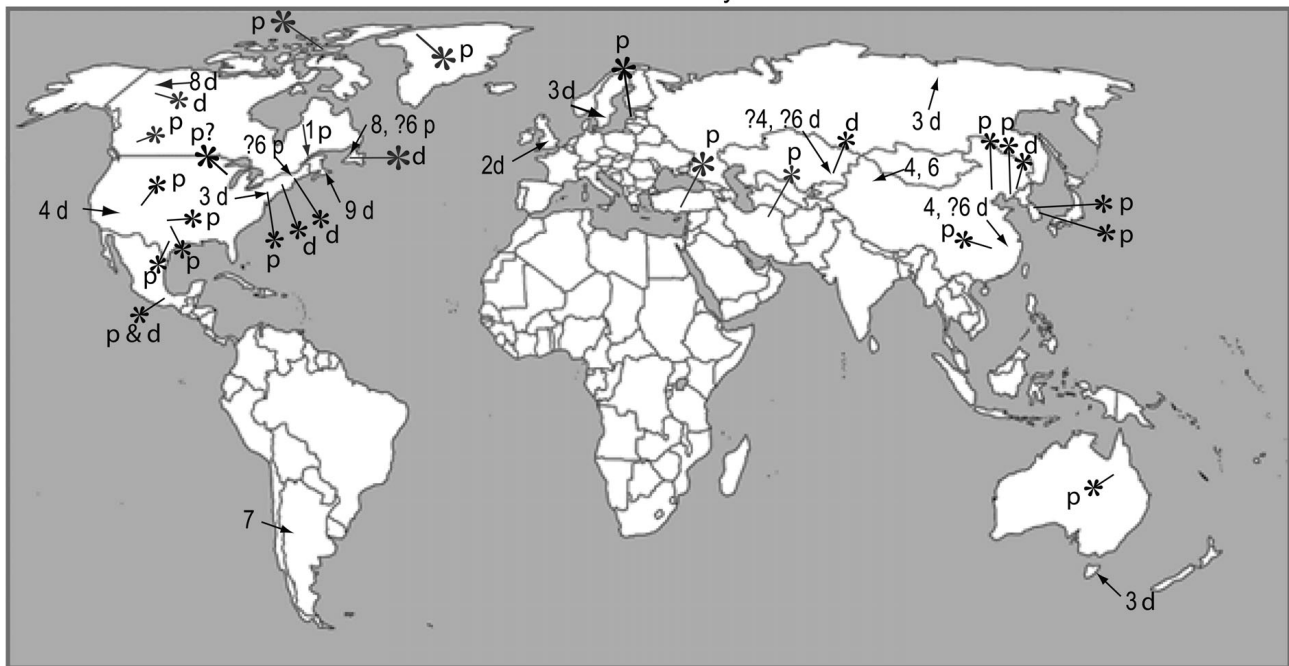 p *
* p
p
*
8 d
* d
3 d
?4, ?6 d
d
*
3 d
p p
* * d
*
* p
p?
*
?6 p
1 p
8, ?6 p
* d
2d
p
*
p
*
4, 6
* p
3 d
9 d
4 d
* p
* d
* d
* p
4, ?6 d
p *
* p
* p
* p
* p
* p
p & d
7
p *
3 d